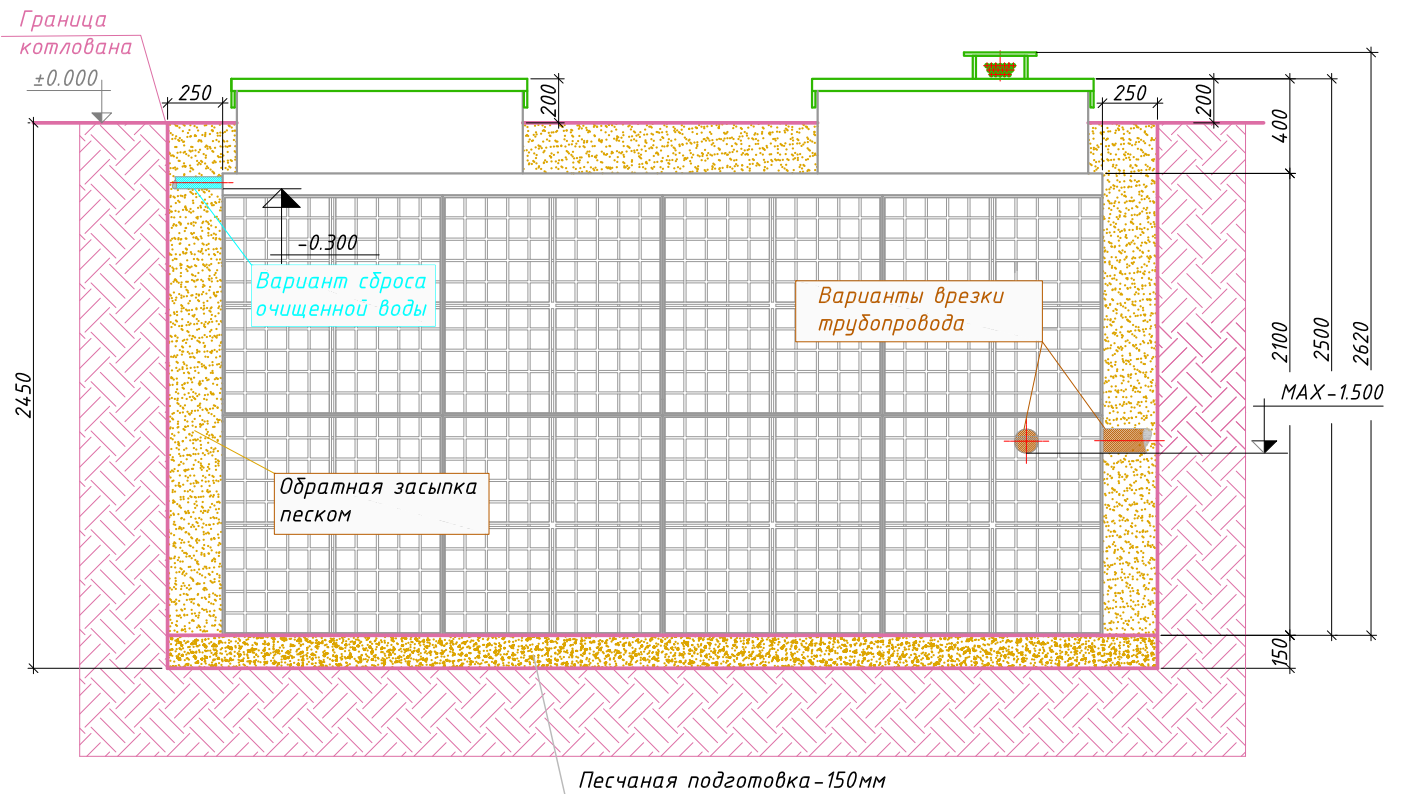 Граница
котлована
±0.000
250
200
250
200
400
-0.300
Вариант сброса
очищенной воды
Варианты врезки
трубопровода
2100
2500
2620
MAX-1.500
2450
Обратная засыпка
песком
150
Песчаная подготовка-150мм